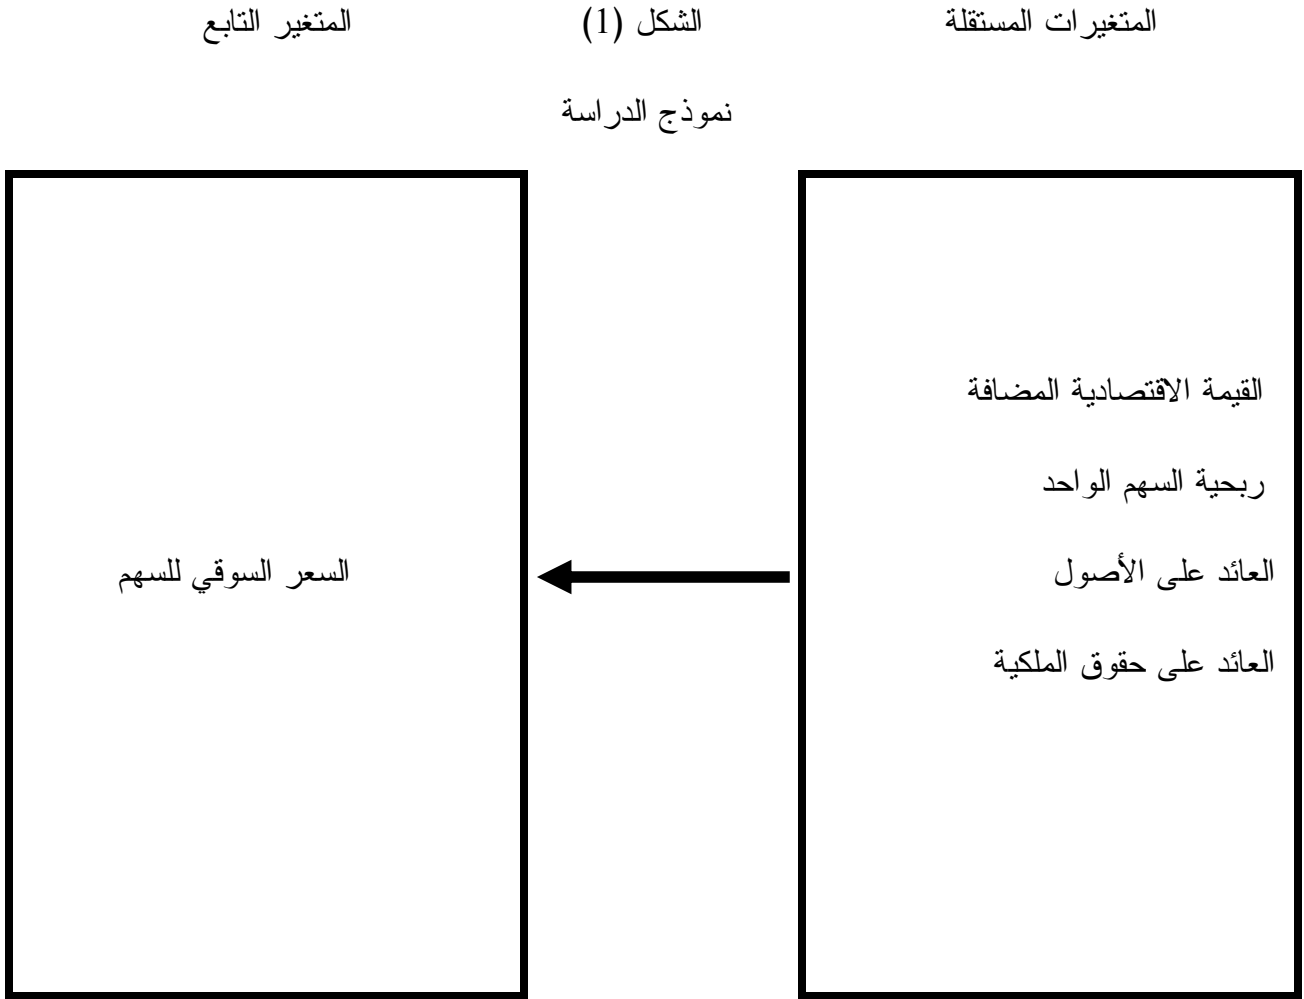 المتغيرات المستقلة
الشكل (1)
المتغير التابع
نموذج الدراسة
القيمة الاقتصادية المضافة
ربحية السهم الواحد
العائد على الأصول
العائد على حقوق الملكية
السعر السوقي للسهم